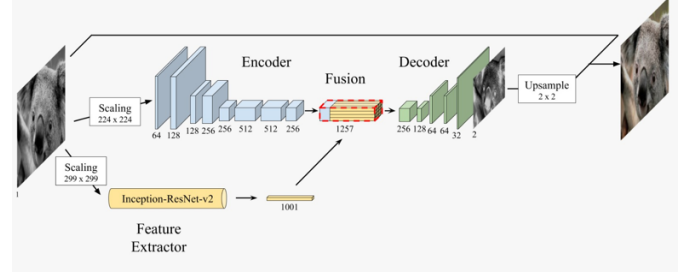 Encoder
Decoder
Fusion
Scaling
224 x 224
Upsample
2 x 2
64 128 128 256 256 512 512 256
1257
256 128 64 64 32 2
1
Scaling
299 x 299
Inception-ResNet-v2
1001
Feature
Extractor